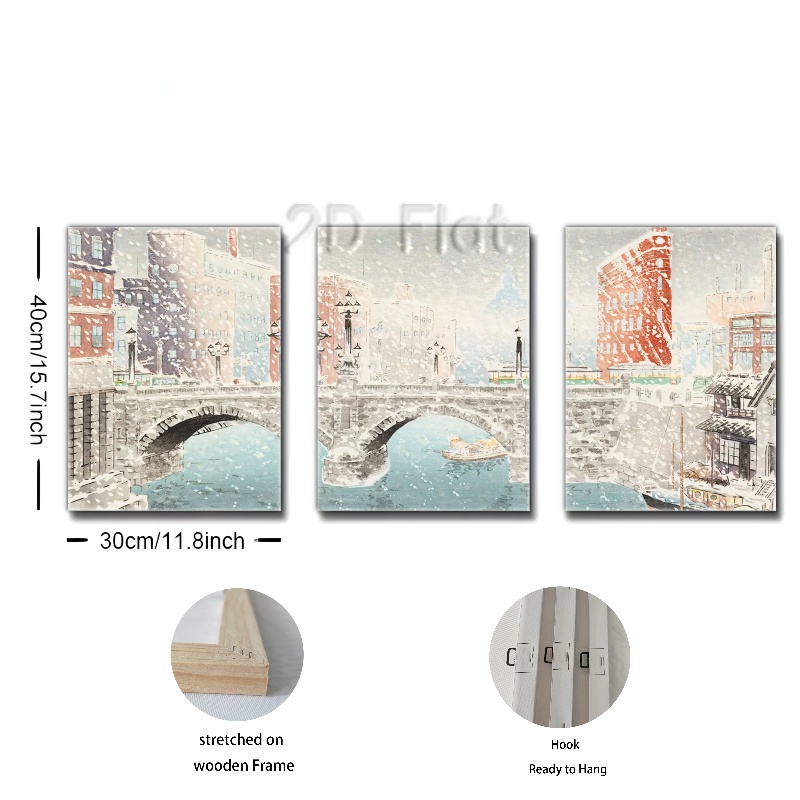 2D Flat
40cm/15.7inch
30cm/11.8inch
stretched on
wooden Frame
Hook
Ready to Hang